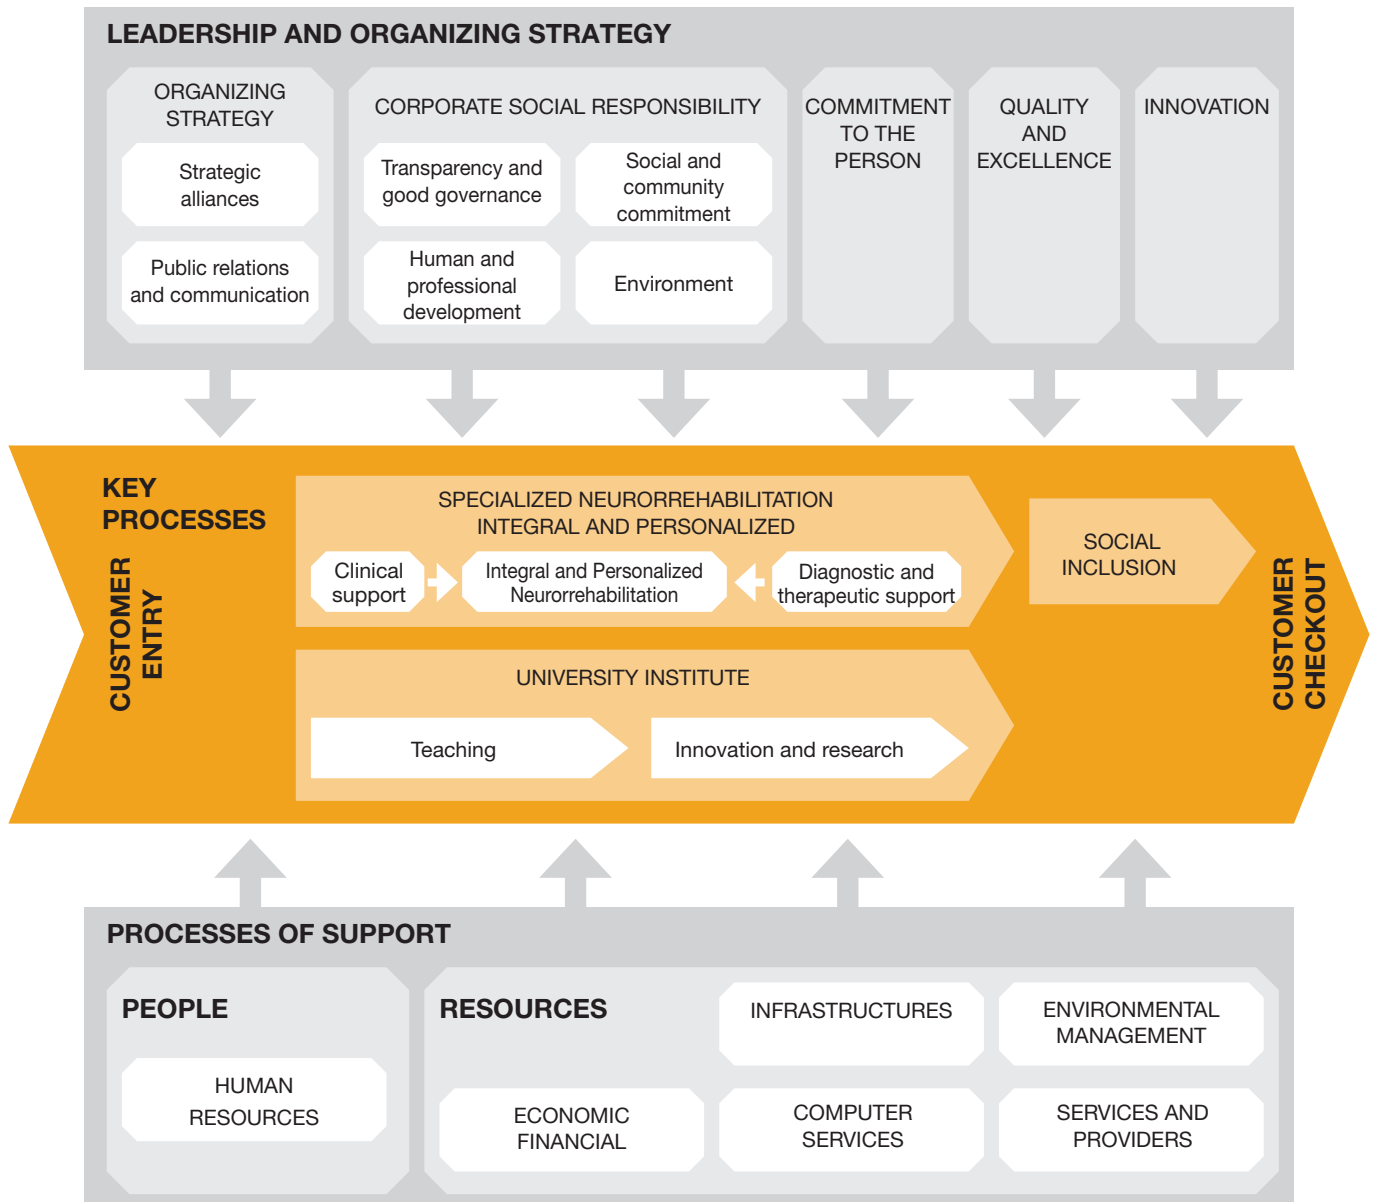 LEADERSHIP AND ORGANIZING STRATEGY
ORGANIZING
STRATEGY
Strategic
alliances
Public relations
and communication
CORPORATE SOCIAL RESPONSIBILITY
Transparency and
good governance
Social and
community
commitment
Human and
professional
development
Environment
COMMITMENT
TO THE
PERSON
QUALITY
AND
EXCELLENCE
INNOVATION
KEY
PROCESSES
CUSTOMER
ENTRY
SPECIALIZED NEURORREHABILITATION
INTEGRAL AND PERSONALIZED
Clinical
support
Integral and Personalized
Neurorrehabilitation
Diagnostic and
therapeutic support
UNIVERSITY INSTITUTE
Teaching
Innovation and research
SOCIAL
INCLUSION
CUSTOMER
CHECKOUT
PROCESSES OF SUPPORT
PEOPLE
HUMAN
RESOURCES
RESOURCES
INFRASTRUCTURES
ENVIRONMENTAL
MANAGEMENT
ECONOMIC
FINANCIAL
COMPUTER
SERVICES
SERVICES AND
PROVIDERS